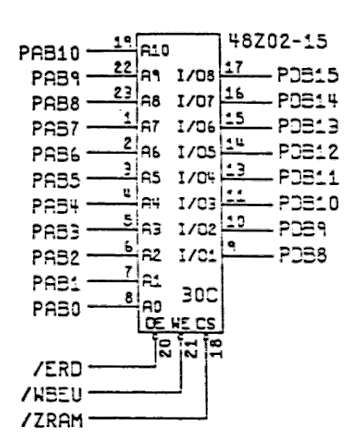 48Z02-15
PAB10 19 A10
PAB9 22 A9 I/O8 17 PDB15
PAB8 23 A8 I/O7 16 PDB14
PAB7 1 A7 I/O6 15 PDB13
PAB6 2 A6 I/O5 14 PDB12
PAB5 3 A5 I/O4 13 PDB11
PAB4 4 A4 I/O3 11 PDB10
PAB3 5 A3 I/O2 10 PDB9
PAB2 6 A2 I/O1 9 PDB8
PAB1 7 A1
PAB0 8 A0 30C
OE WE CS
20 21 18
/ERD
/WBEU
/ZRAM